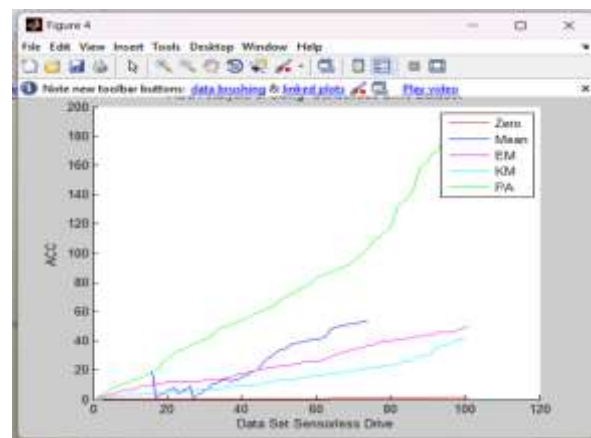 Figure 4
File Edit View Insert Tools Desktop Window Help
Note new toolbar buttons: data brushing & linked plots Play video
200
180
160
140
120
100
80
60
40
20
0
ACC
0 20 40 60 80 100 120
Data Set Sensorless Drive
Zero
Mean
EM
KM
PA